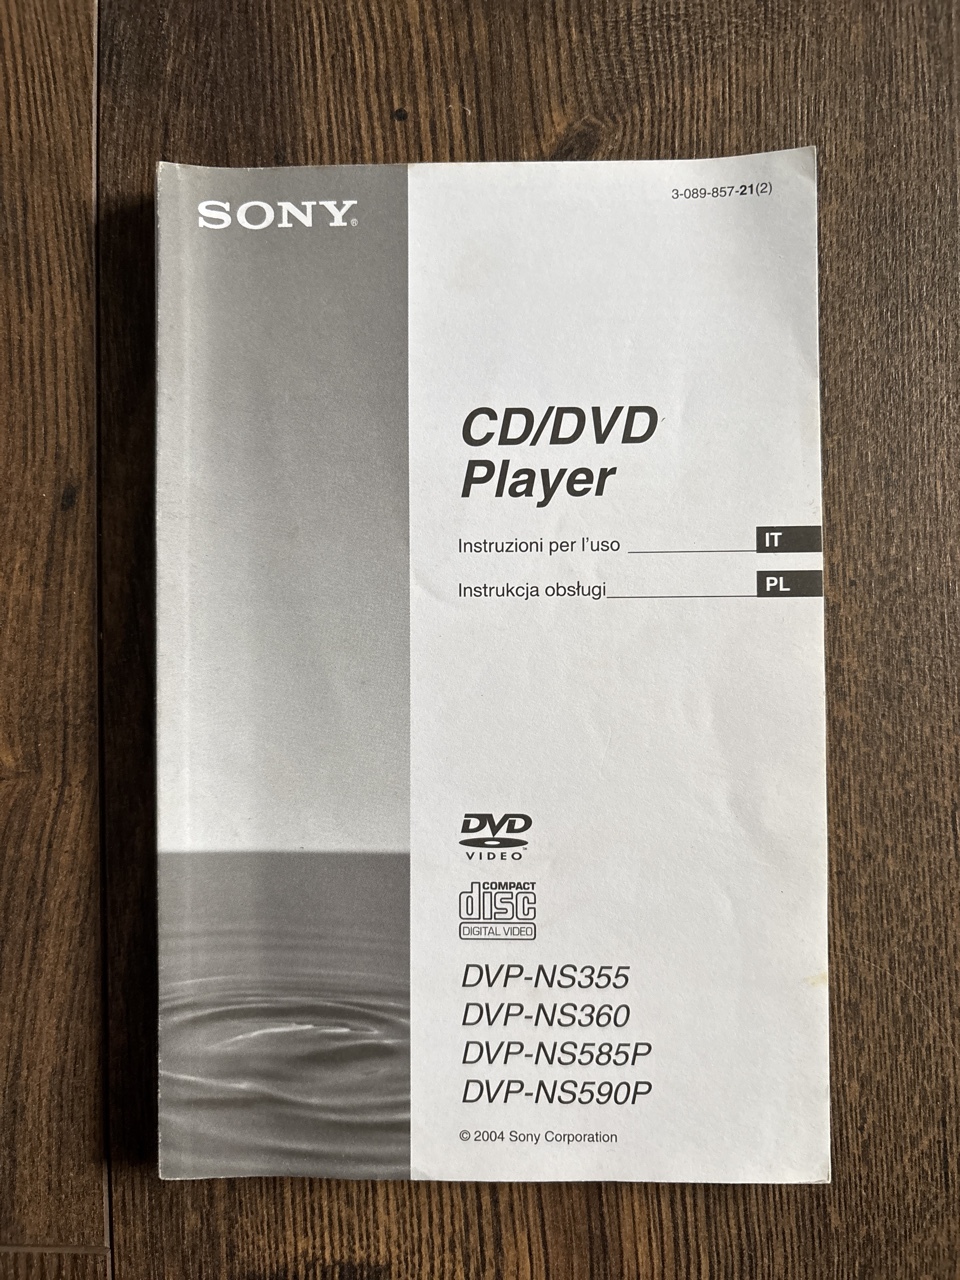 SONY®
3-089-857-21(2)
CD/DVD
Player
Instruzioni per l'uso IT
Instrukcja obsługi PL
DVD
VIDEO™
COMPACT
disc
DIGITAL VIDEO
DVP-NS355
DVP-NS360
DVP-NS585P
DVP-NS590P
© 2004 Sony Corporation